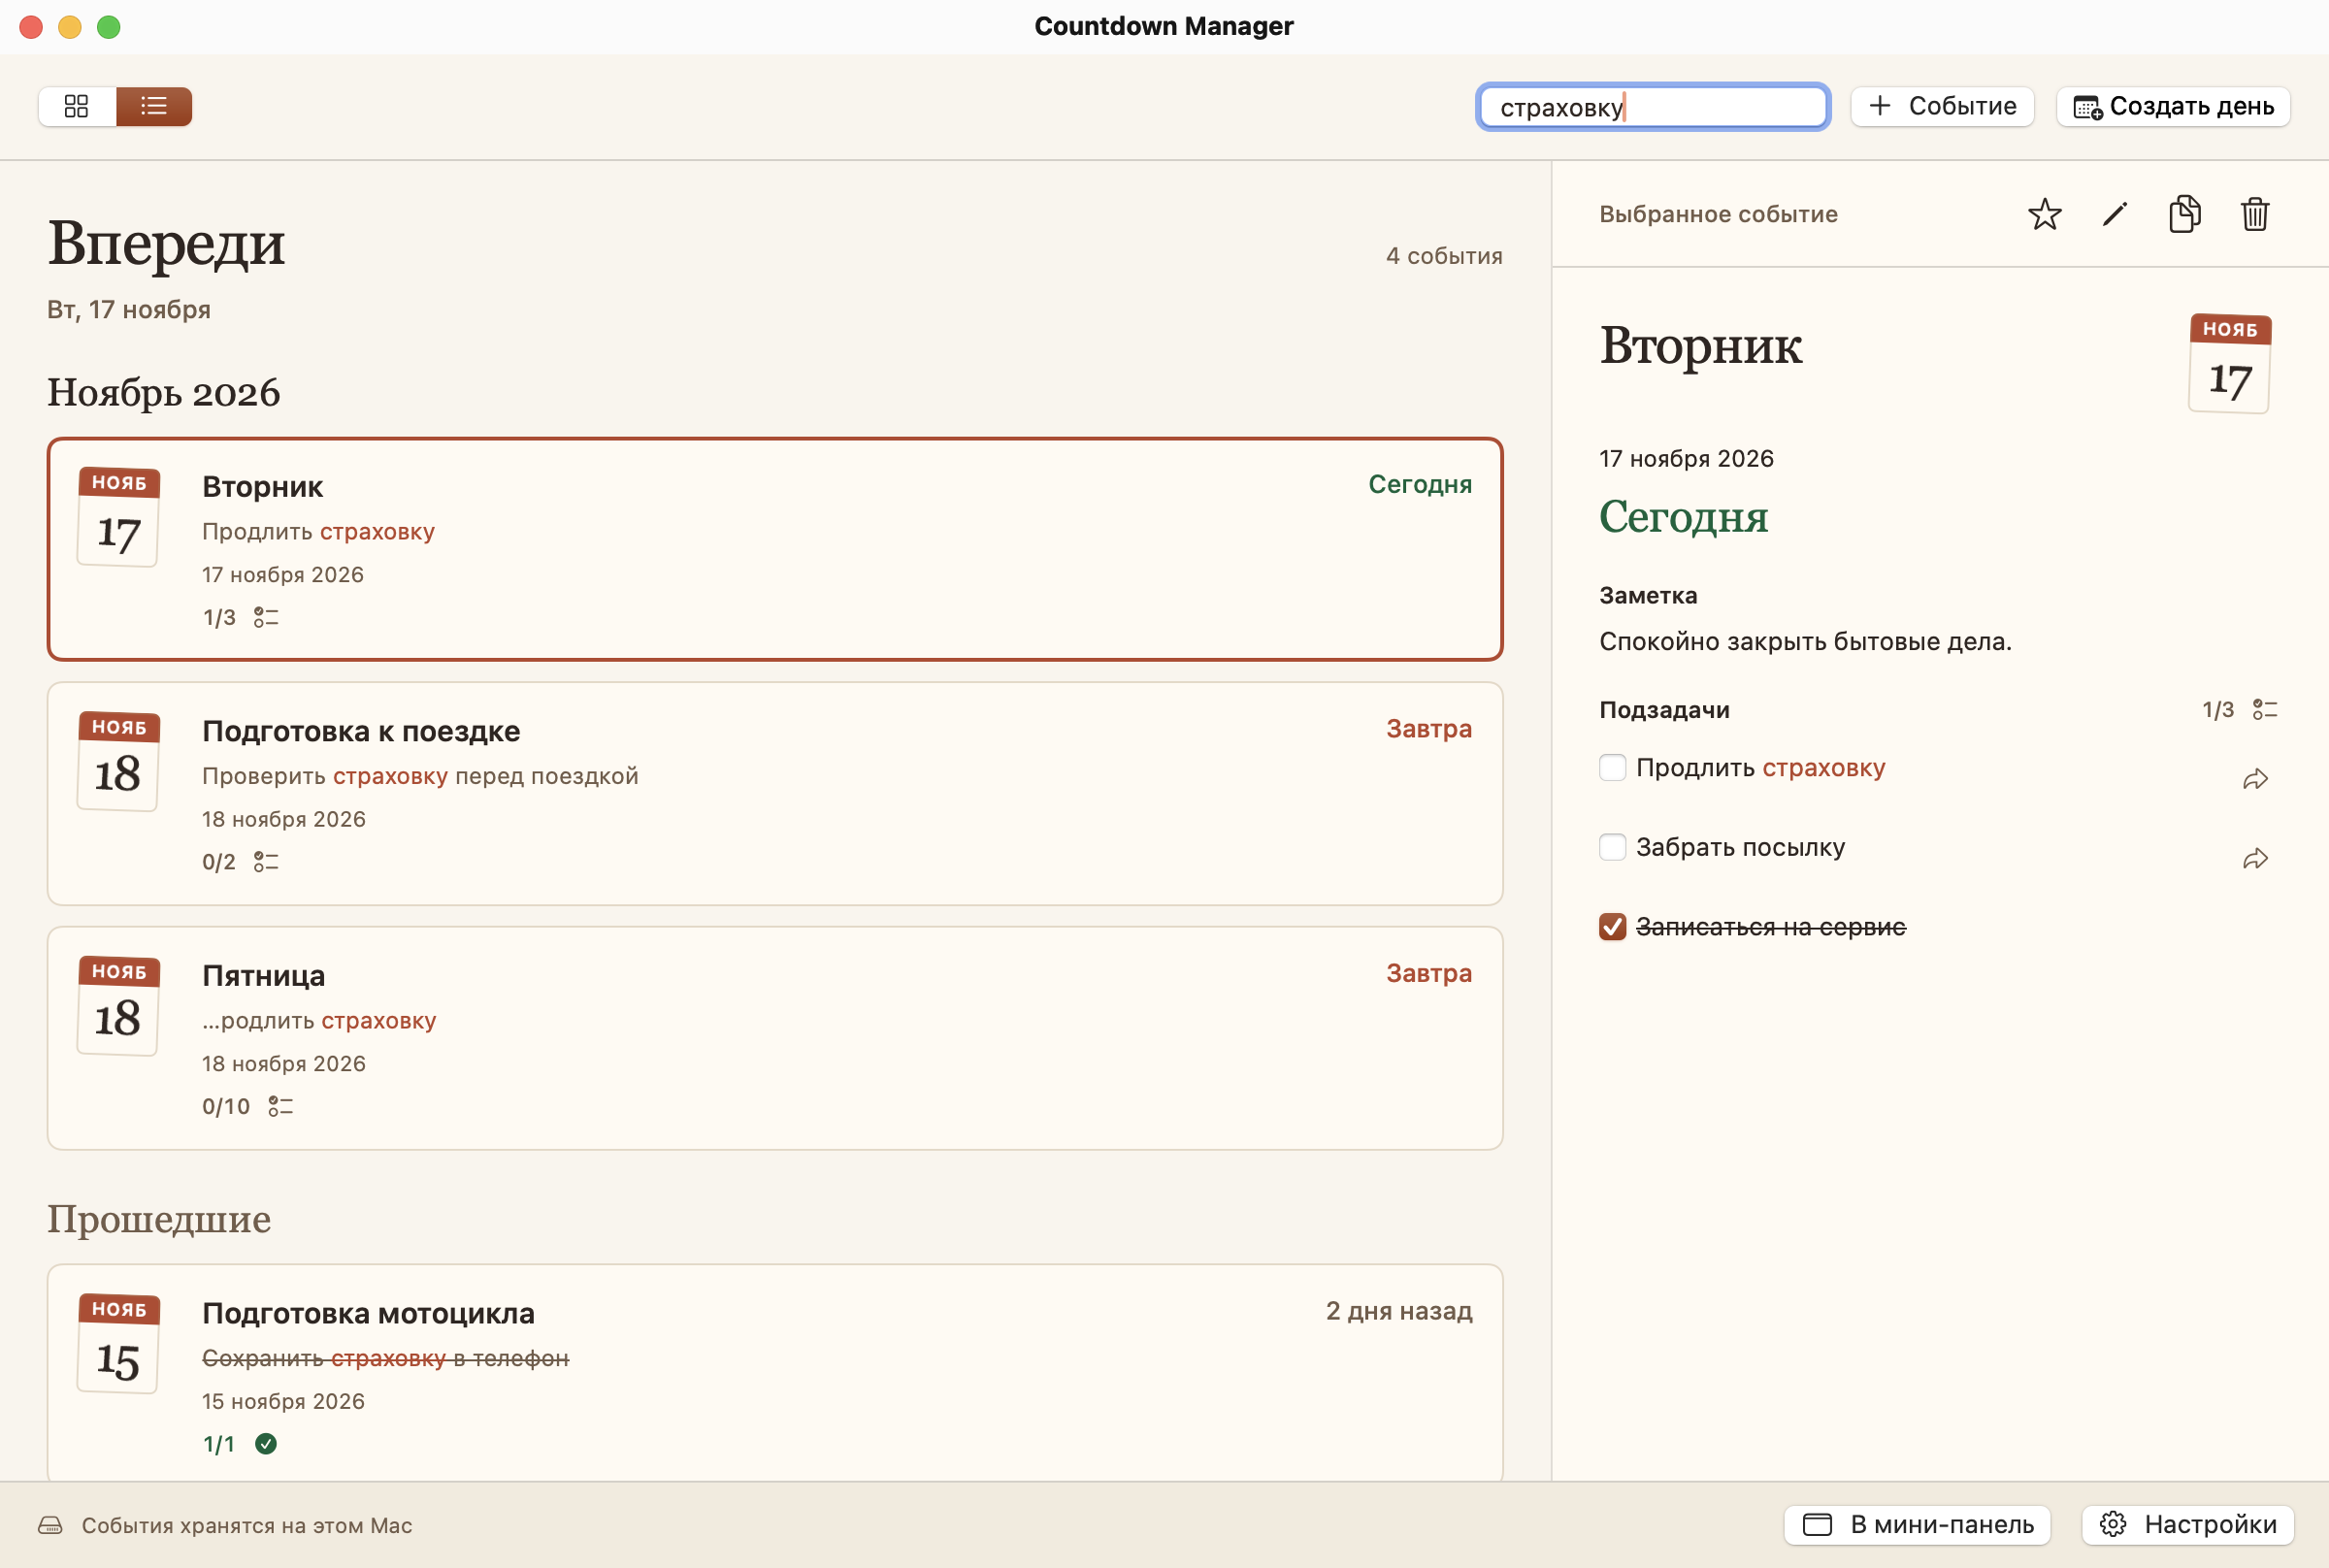 Countdown Manager
страховку
Событие
Создать день
Впереди
4 события
Вт, 17 ноября
Ноябрь 2026
НОЯБ
17
Вторник
Сегодня
Продлить страховку
17 ноября 2026
1/3
НОЯБ
18
Подготовка к поездке
Завтра
Проверить страховку перед поездкой
18 ноября 2026
0/2
НОЯБ
18
Пятница
Завтра
...родлить страховку
18 ноября 2026
0/10
Прошедшие
НОЯБ
15
Подготовка мотоцикла
2 дня назад
Сохранить страховку в телефон
15 ноября 2026
1/1
Выбранное событие
Вторник
НОЯБ
17
17 ноября 2026
Сегодня
Заметка
Спокойно закрыть бытовые дела.
Подзадачи
1/3
Продлить страховку
Забрать посылку
Записаться на сервис
События хранятся на этом Mac
В мини-панель
Настройки